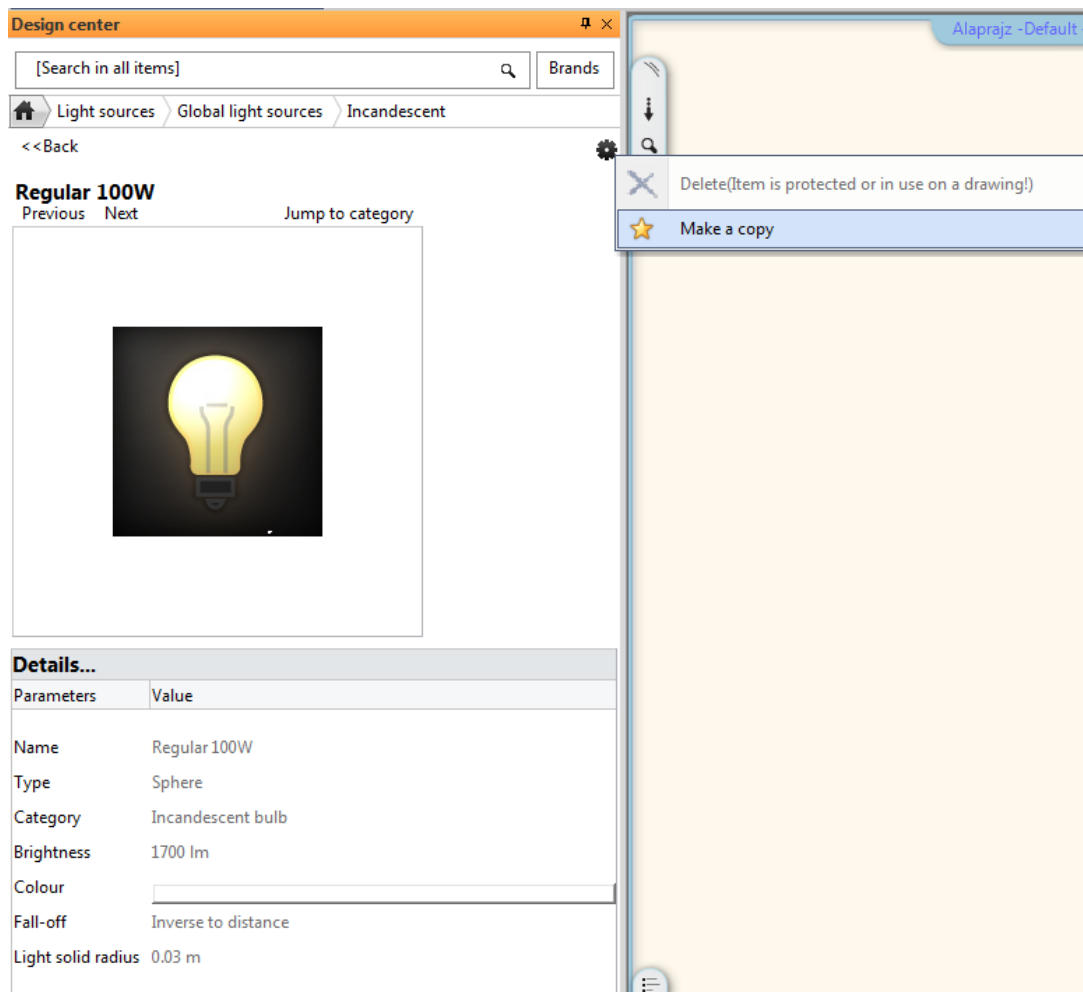 Design center
Alaprajz -Default -
[Search in all items]
Brands
Light sources Global light sources Incandescent
<<Back
Delete(Item is protected or in use on a drawing!)
Make a copy
Regular 100W
Previous Next Jump to category
Details...
Parameters Value
Name Regular 100W
Type Sphere
Category Incandescent bulb
Brightness 1700 lm
Colour
Fall-off Inverse to distance
Light solid radius 0.03 m